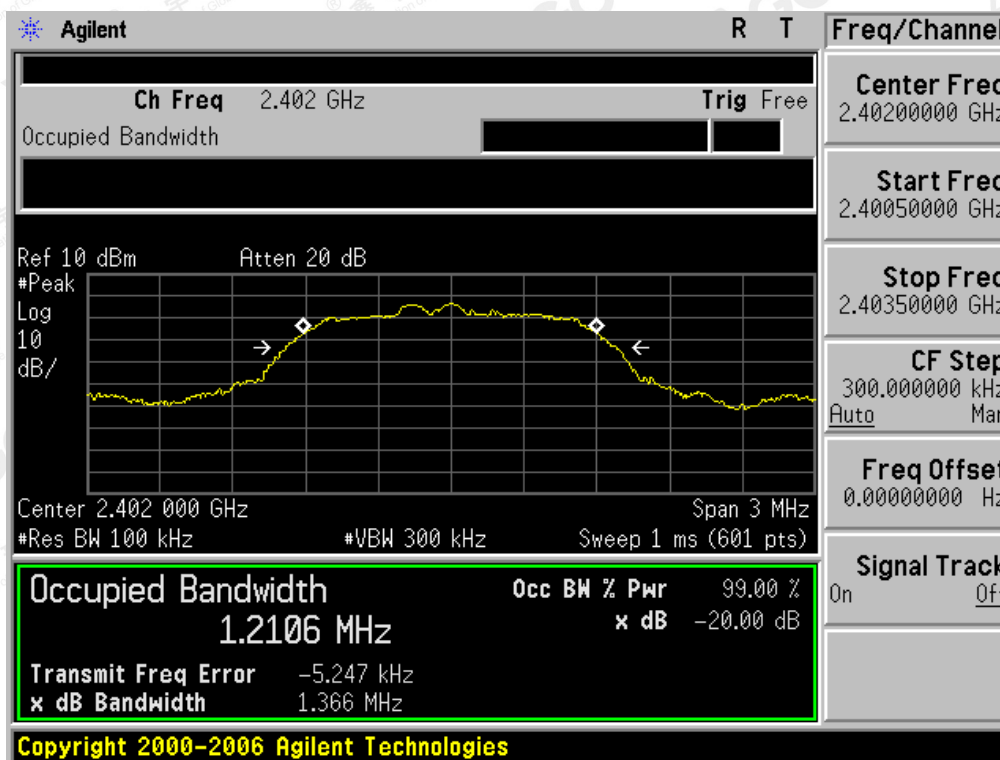 Agilent R T
Freq/Channel
Ch Freq 2.402 GHz Trig Free
Occupied Bandwidth
Center Freq
2.40200000 GHz
Start Freq
2.40050000 GHz
Stop Freq
2.40350000 GHz
CF Step
300.000000 kHz
Auto Man
Freq Offset
0.00000000 Hz
Signal Track
On Off
Ref 10 dBm Atten 20 dB
#Peak
Log
10
dB/
Center 2.402 000 GHz Span 3 MHz
#Res BW 100 kHz #VBW 300 kHz Sweep 1 ms (601 pts)
Occupied Bandwidth
1.2106 MHz
Occ BW % Pwr 99.00 %
x dB -20.00 dB
Transmit Freq Error -5.247 kHz
x dB Bandwidth 1.366 MHz
Copyright 2000-2006 Agilent Technologies